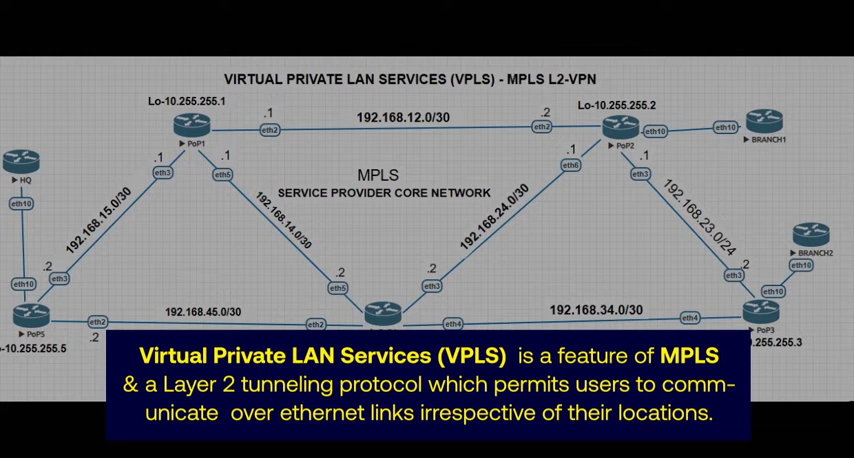 VIRTUAL PRIVATE LAN SERVICES (VPLS) - MPLS L2-VPN
Lo-10.255.255.1
Lo-10.255.255.2
.1
192.168.12.0/30
.2
eth2
eth2
eth10
eth10
PoP1
PoP2
BRANCH1
.1
.1
.1
.1
HQ
eth3
eth5
MPLS
eth6
eth3
SERVICE PROVIDER CORE NETWORK
eth10
192.168.15.0/30
192.168.14.0/30
192.168.24.0/30
192.168.23.0/24
BRANCH2
.2
.2
.2
2
eth10
eth10
eth3
eth5
eth3
eth3
eth10
192.168.45.0/30
192.168.34.0/30
eth2
eth2
eth4
eth4
PoP5
PoP3
.2
o-10.255.255.5
.255.255.3
Virtual Private LAN Services (VPLS) is a feature of MPLS
& a Layer 2 tunneling protocol which permits users to comm-
unicate over ethernet links irrespective of their locations.